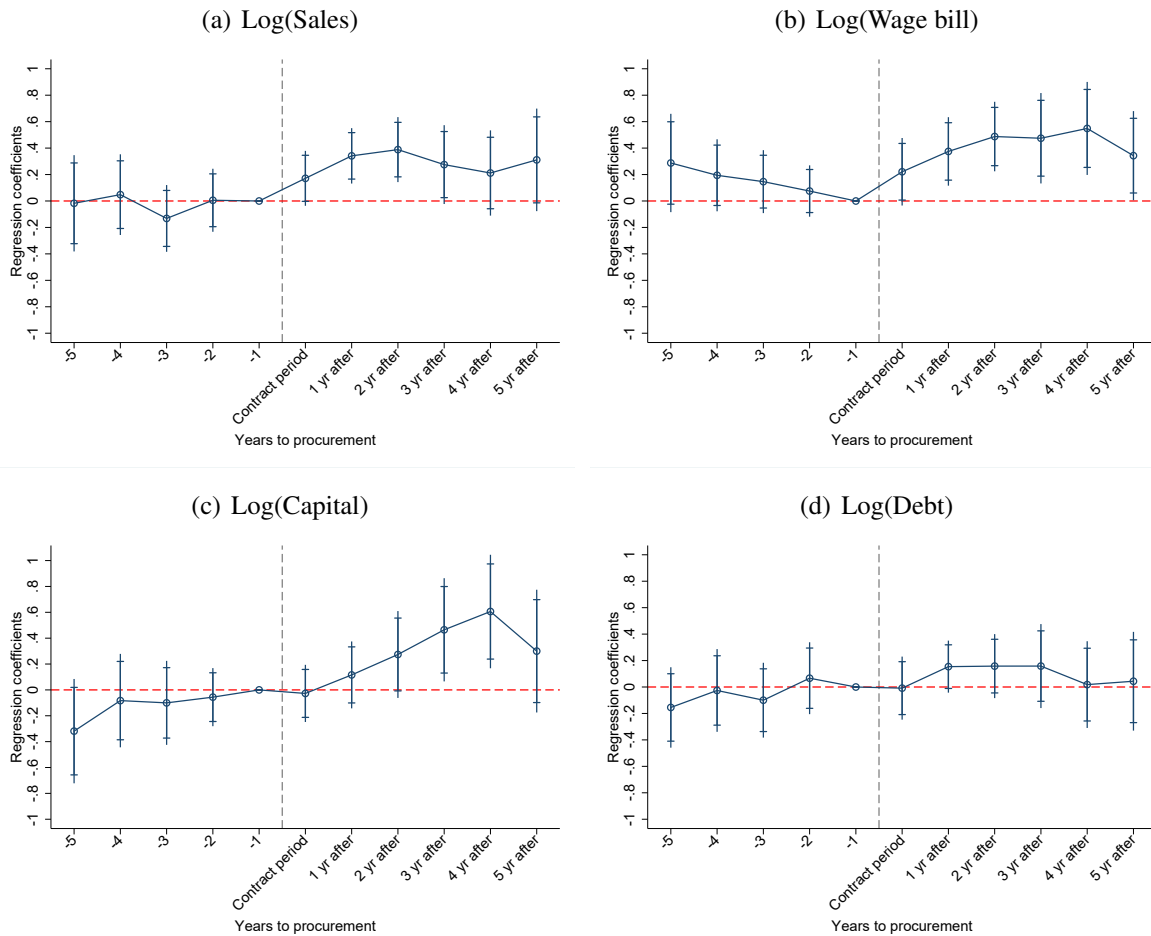 (a) Log(Sales)
Regression coefficients
1
.8
.6
.4
.2
0
-.2
-.4
-.6
-.8
-1
-5
-4
-3
-2
-1
Contract period
1 yr after
2 yr after
3 yr after
4 yr after
5 yr after
Years to procurement
(b) Log(Wage bill)
Regression coefficients
1
.8
.6
.4
.2
0
-.2
-.4
-.6
-.8
-1
-5
-4
-3
-2
-1
Contract period
1 yr after
2 yr after
3 yr after
4 yr after
5 yr after
Years to procurement
(c) Log(Capital)
Regression coefficients
1
.8
.6
.4
.2
0
-.2
-.4
-.6
-.8
-1
-5
-4
-3
-2
-1
Contract period
1 yr after
2 yr after
3 yr after
4 yr after
5 yr after
Years to procurement
(d) Log(Debt)
Regression coefficients
1
.8
.6
.4
.2
0
-.2
-.4
-.6
-.8
-1
-5
-4
-3
-2
-1
Contract period
1 yr after
2 yr after
3 yr after
4 yr after
5 yr after
Years to procurement